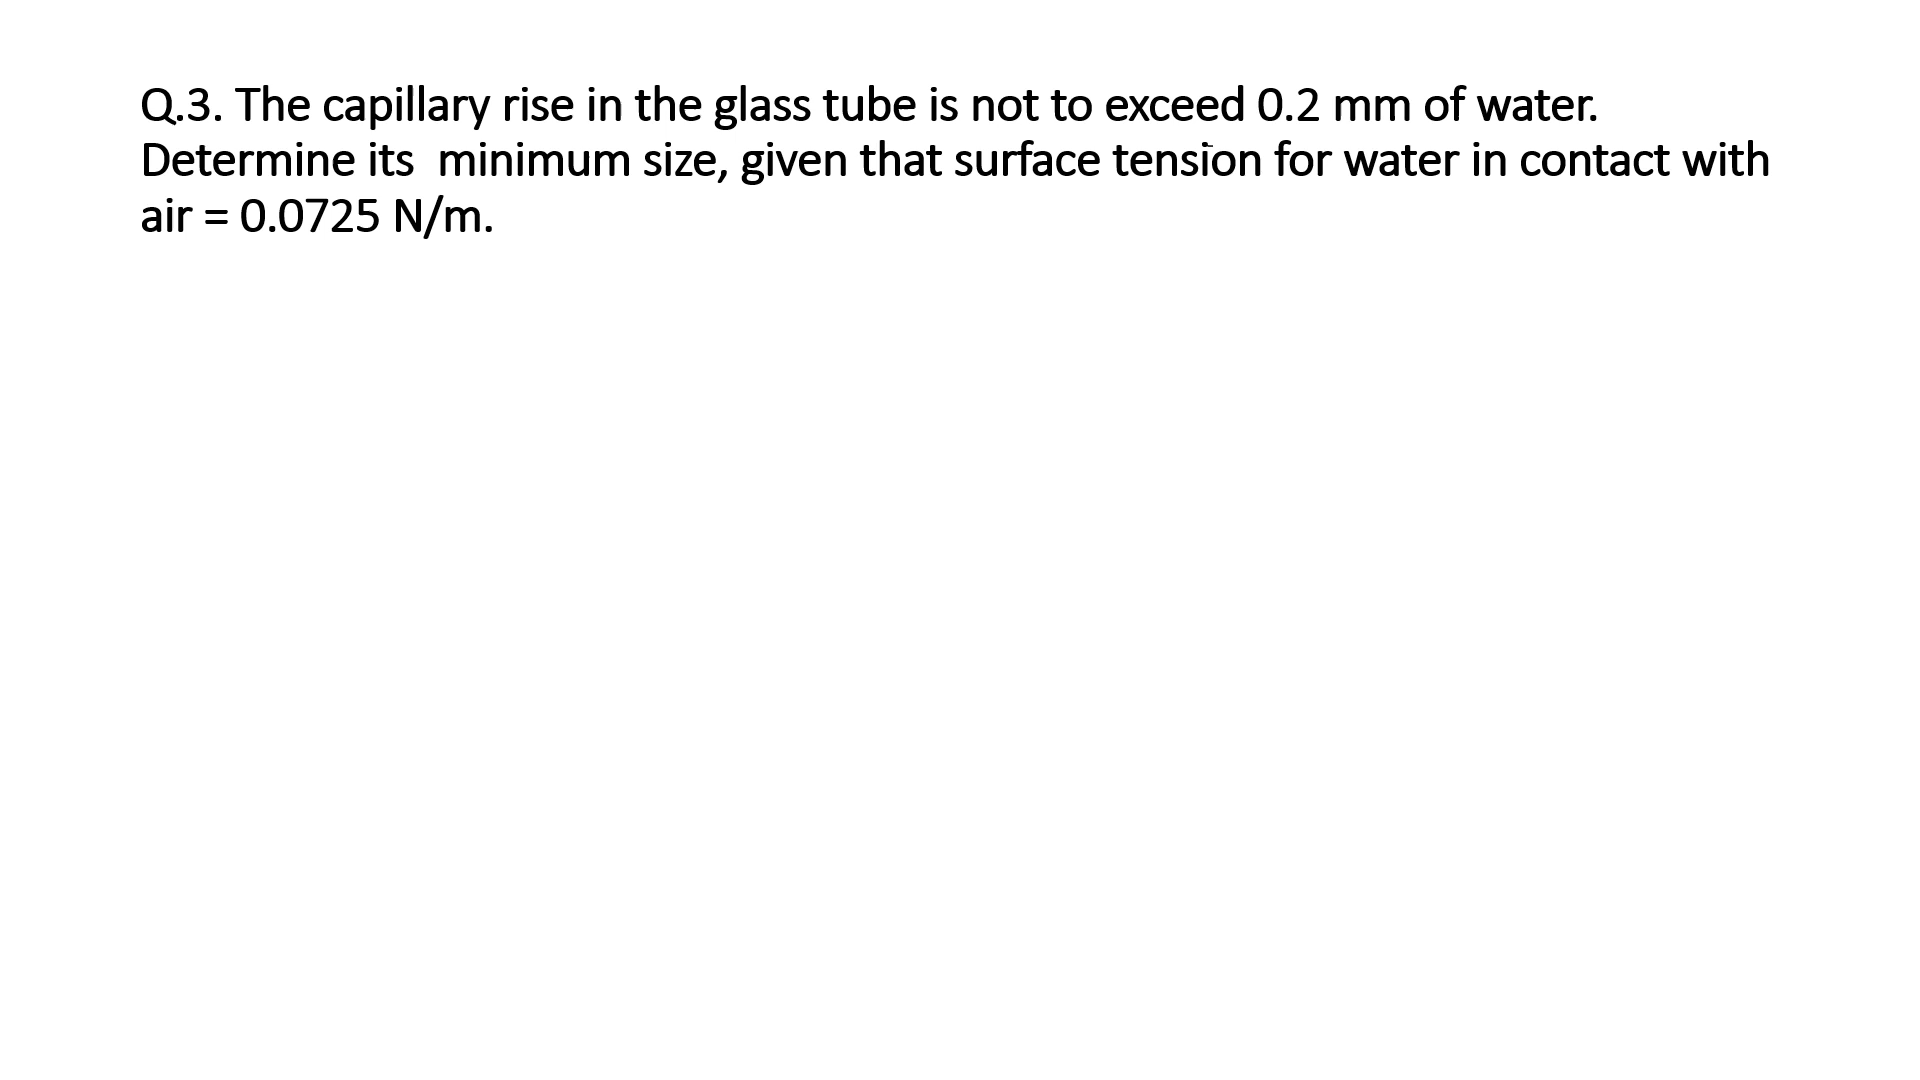 Q.3. The capillary rise in the glass tube is not to exceed 0.2 mm of water.
Determine its  minimum size, given that surface tension for water in contact with
air = 0.0725 N/m.